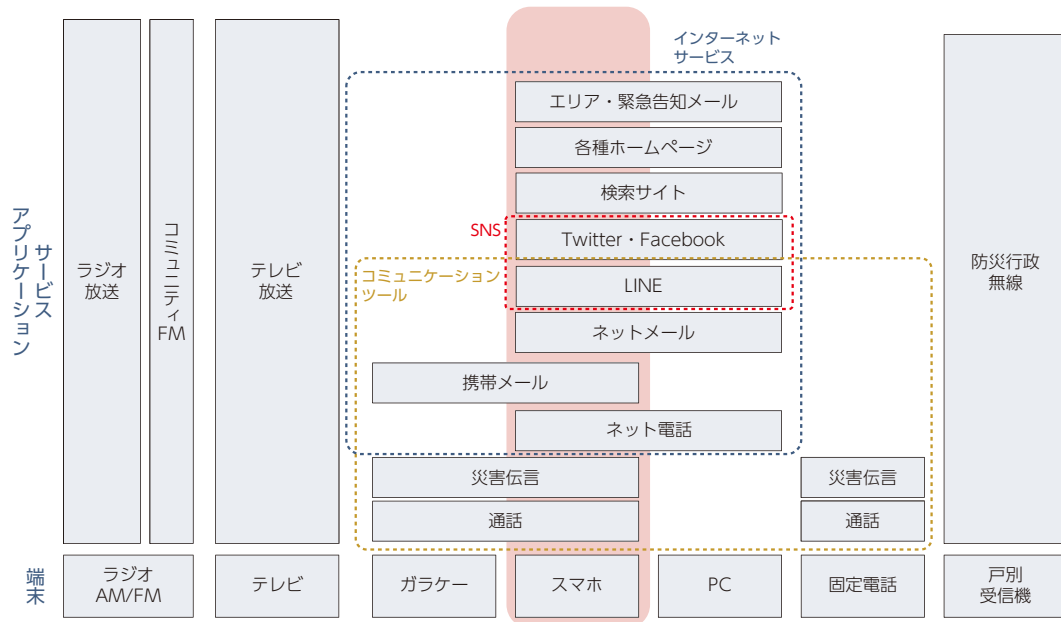 サービス
アプリケーション
ラジオ
放送
コミュニティ
FM
テレビ
放送
インターネット
サービス
エリア・緊急告知メール
各種ホームページ
検索サイト
SNS
Twitter・Facebook
コミュニケーション
ツール
LINE
ネットメール
携帯メール
ネット電話
災害伝言
災害伝言
通話
通話
防災行政
無線
端末
ラジオ
AM/FM
テレビ
ガラケー
スマホ
PC
固定電話
戸別
受信機